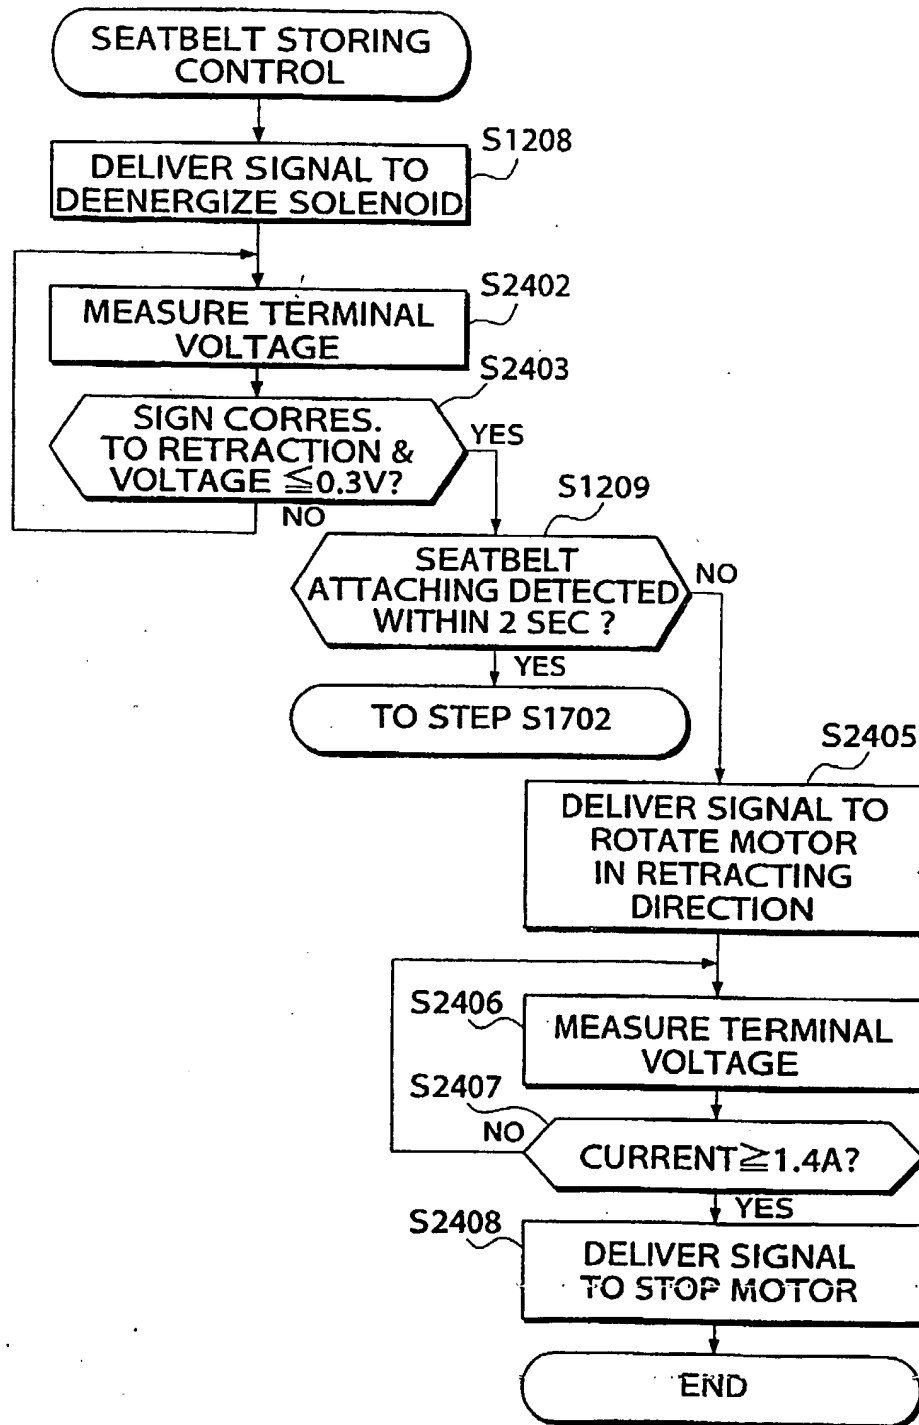 SEATBELT STORING
CONTROL
S1208
DELIVER SIGNAL TO
DEENERGIZE SOLENOID
S2402
MEASURE TERMINAL
VOLTAGE
S2403
SIGN CORRES.
TO RETRACTION &
VOLTAGE ≦0.3V?
YES
NO
S1209
SEATBELT
ATTACHING DETECTED
WITHIN 2 SEC ?
NO
YES
TO STEP S1702
S2405
DELIVER SIGNAL TO
ROTATE MOTOR
IN RETRACTING
DIRECTION
S2406
MEASURE TERMINAL
VOLTAGE
S2407
NO
CURRENT≧1.4A?
YES
S2408
DELIVER SIGNAL
TO STOP MOTOR
END